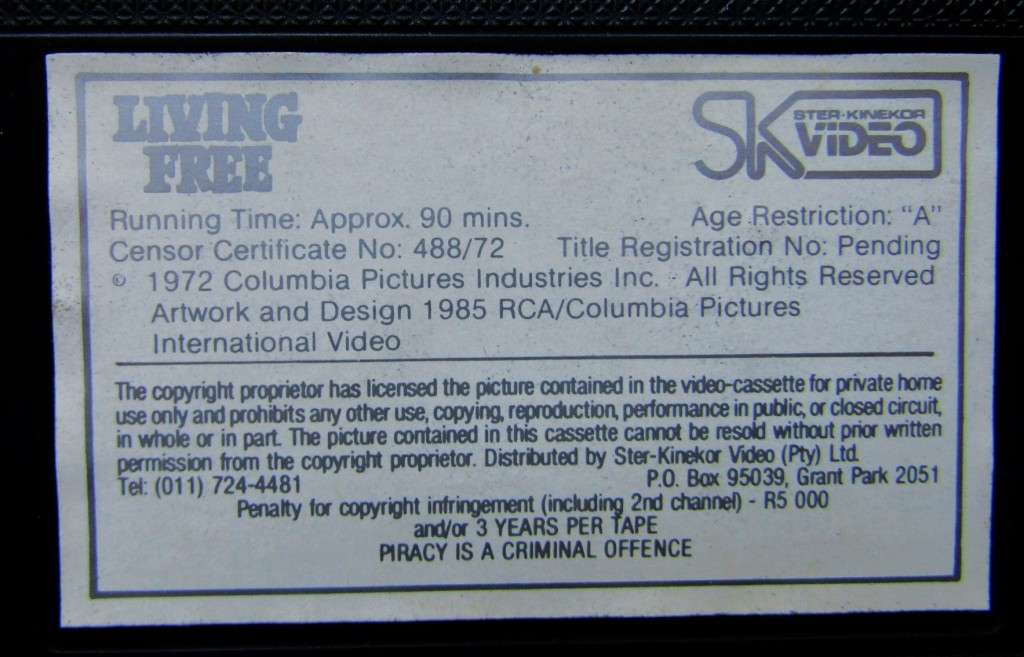 LIVING
FREE
SK STER·KINEKOR
VIDEO
Running Time: Approx. 90 mins. Age Restriction: "A"
Censor Certificate No: 488/72 Title Registration No: Pending
© 1972 Columbia Pictures Industries Inc. - All Rights Reserved
Artwork and Design 1985 RCA/Columbia Pictures
International Video
The copyright proprietor has licensed the picture contained in the video-cassette for private home
use only and prohibits any other use, copying, reproduction, performance in public, or closed circuit,
in whole or in part. The picture contained in this cassette cannot be resold without prior written
permission from the copyright proprietor. Distributed by Ster-Kinekor Video (Pty) Ltd.
Tel: (011) 724-4481 P.O. Box 95039, Grant Park 2051
Penalty for copyright infringement (including 2nd channel) - R5 000
and/or 3 YEARS PER TAPE
PIRACY IS A CRIMINAL OFFENCE